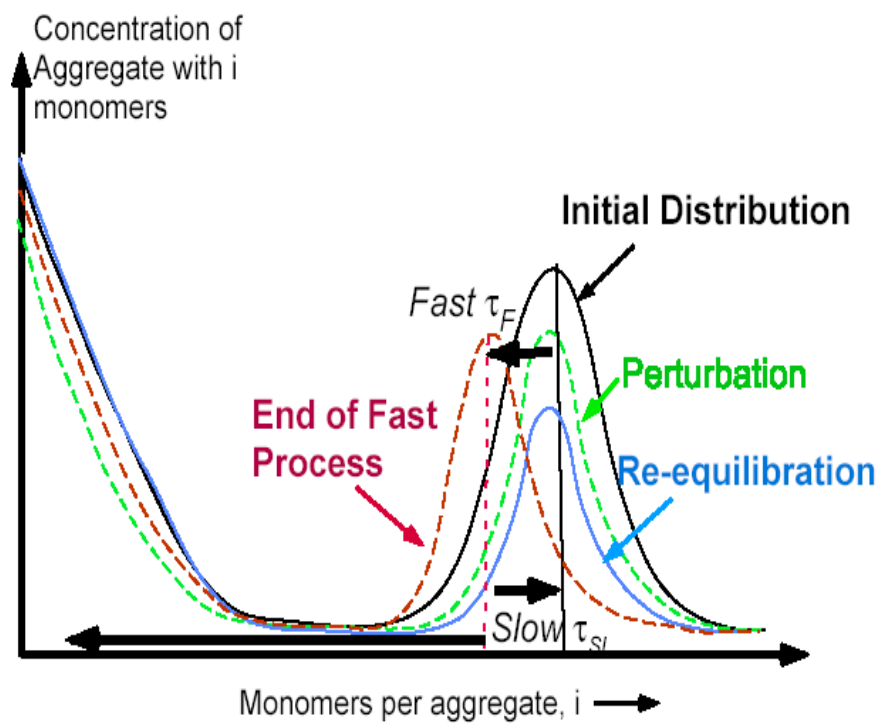 Concentration of
Aggregate with i
monomers
Initial Distribution
Fast τF
Perturbation
End of Fast
Process
Re-equilibration
Slow τSl
Monomers per aggregate, i